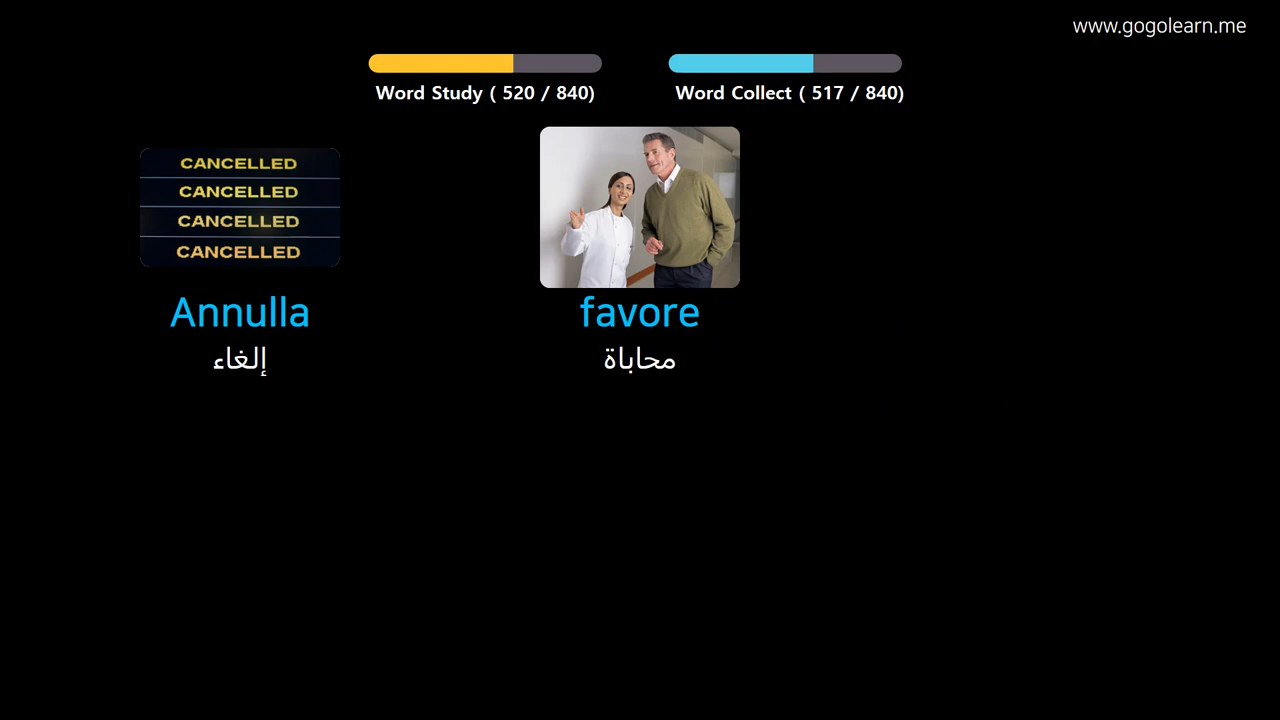 www.gogolearn.me
Word Study ( 520 / 840)
Word Collect ( 517 / 840)
CANCELLED
CANCELLED
CANCELLED
CANCELLED
Annulla
إلغاء
favore
محاباة